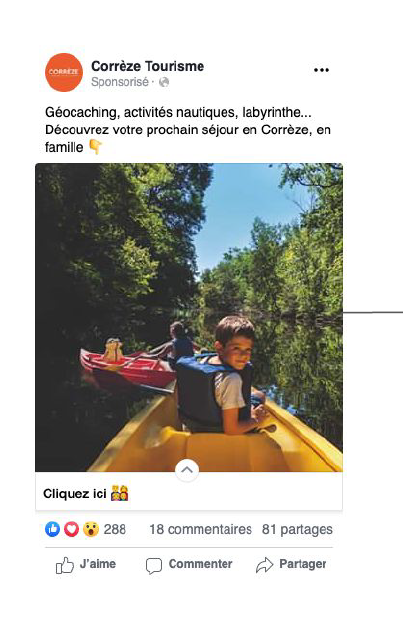 CORRÈZE
Corrèze Tourisme
Sponsorisé ·
Géocaching, activités nautiques, labyrinthe...
Découvrez votre prochain séjour en Corrèze, en
famille 👇
Cliquez ici 👨‍👩‍👧‍👦
288 18 commentaires 81 partages
J'aime Commenter Partager